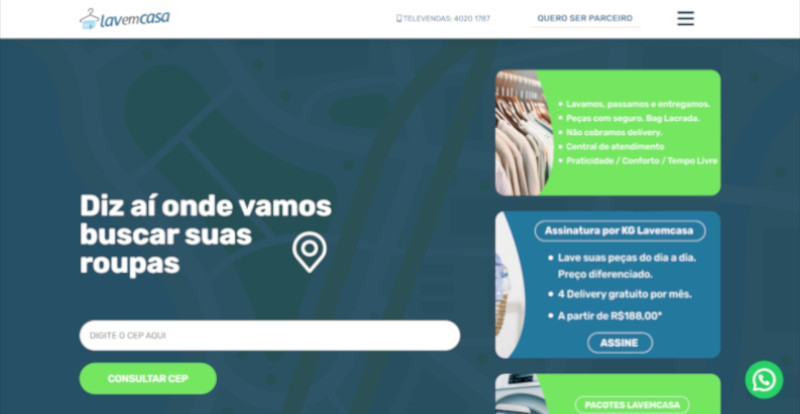 lavemcasa
TELEVENDAS: 4020 1787
QUERO SER PARCEIRO
Diz aí onde vamos
buscar suas
roupas
DIGITE O CEP AQUI
CONSULTAR CEP
Lavamos, passamos e entregamos.
Peças com seguro. Bag Lacrada.
Não cobramos delivery.
Central de atendimento
Praticidade / Conforto / Tempo Livre
Assinatura por KG Lavemcasa
Lave suas peças do dia a dia.
Preço diferenciado.
4 Delivery gratuito por mês.
A partir de R$188,00*
ASSINE
PACOTES LAVEMCASA